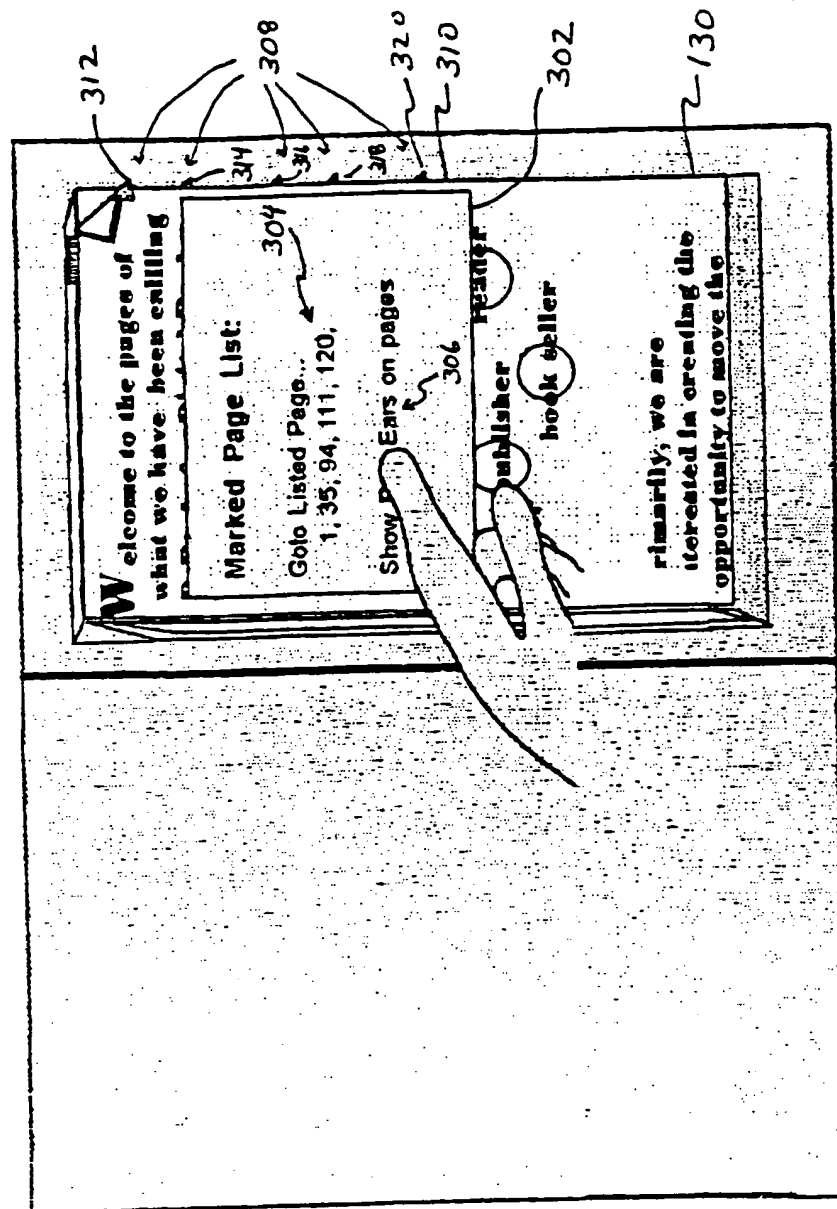 312
308
314
316
318
320
310
302
130
Welcome to the pages of
what we have been calling
Marked Page List:
304
Goto Listed Page...
1, 35, 94, 111, 120,
Show Ears on pages
306
reader
ublisher
book seller
rimarily, we are
iterested in creating the
opportunity to move the